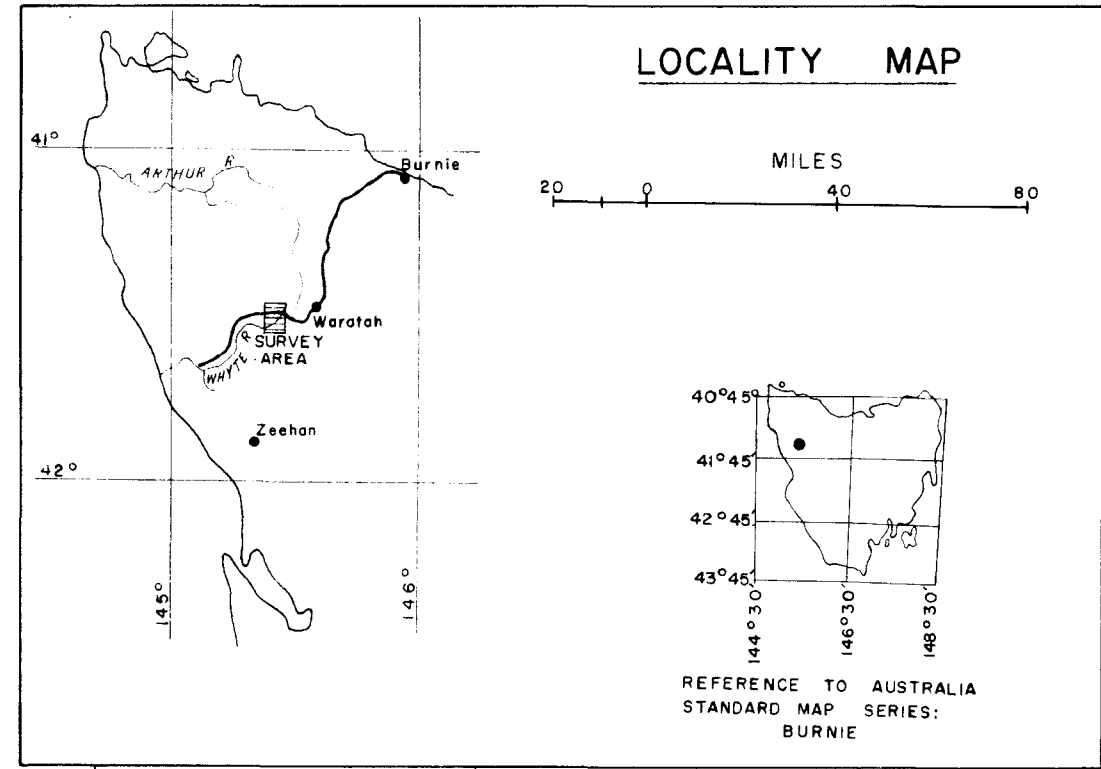 LOCALITY MAP
MILES
20 0 40 80
41°
ARTHUR R
Burnie
Waratah
SURVEY
AREA
WHYTE R
Zeehan
42°
145°
146°
40°45'
41°45'
42°45'
43°45'
144°30'
146°30'
148°30'
REFERENCE TO AUSTRALIA
STANDARD MAP SERIES:
BURNIE